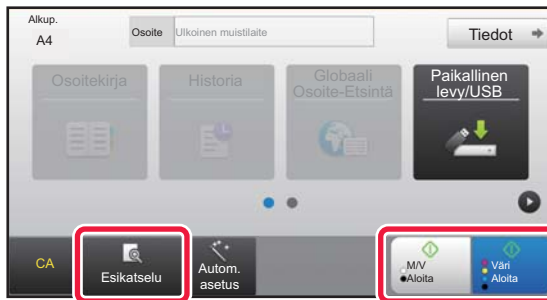 Alkup.
A4
Osoite
Ulkoinen muistilaite
Tiedot
Osoitekirja
Historia
Globaali
Osoite-Etsintä
Paikallinen
levy/USB
CA
Esikatselu
Autom.
asetus
M/V
Aloita
Väri
Aloita